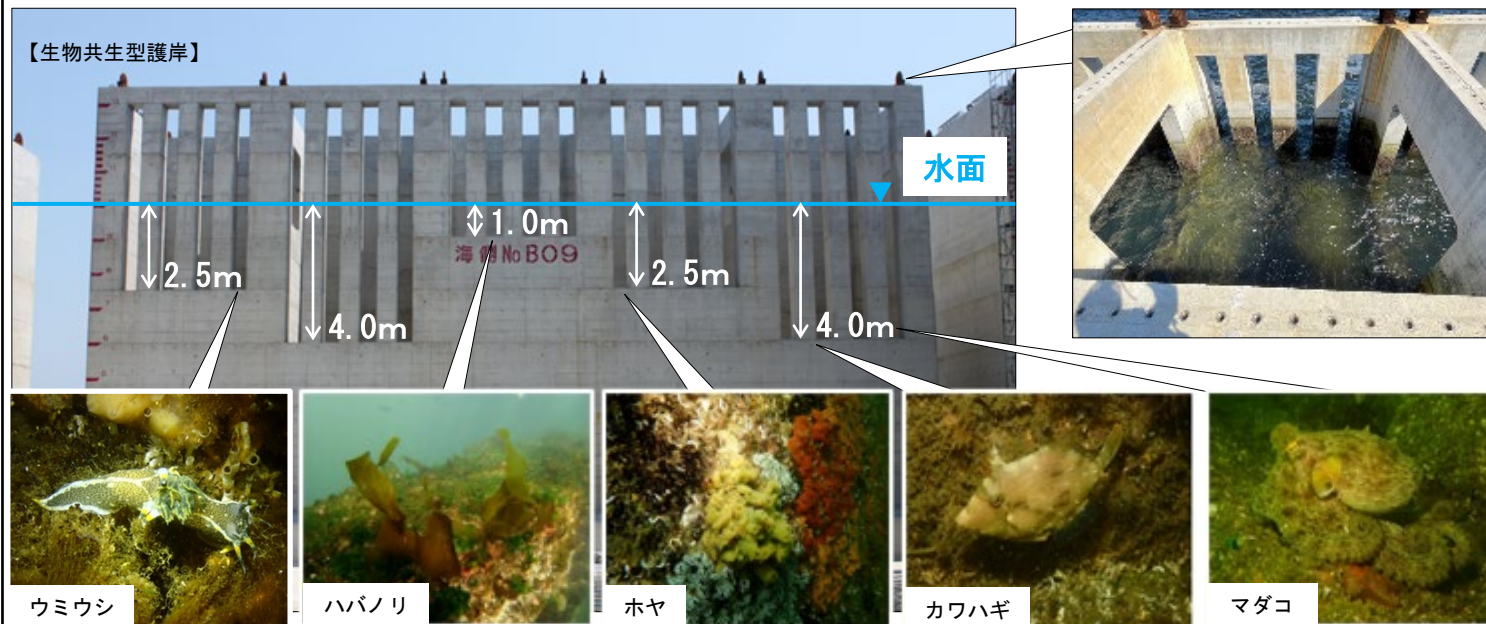 【生物共生型護岸】
水面
1.0m
海側No B09
2.5m
2.5m
4.0m
4.0m
ウミウシ
ハバノリ
ホヤ
カワハギ
マダコ